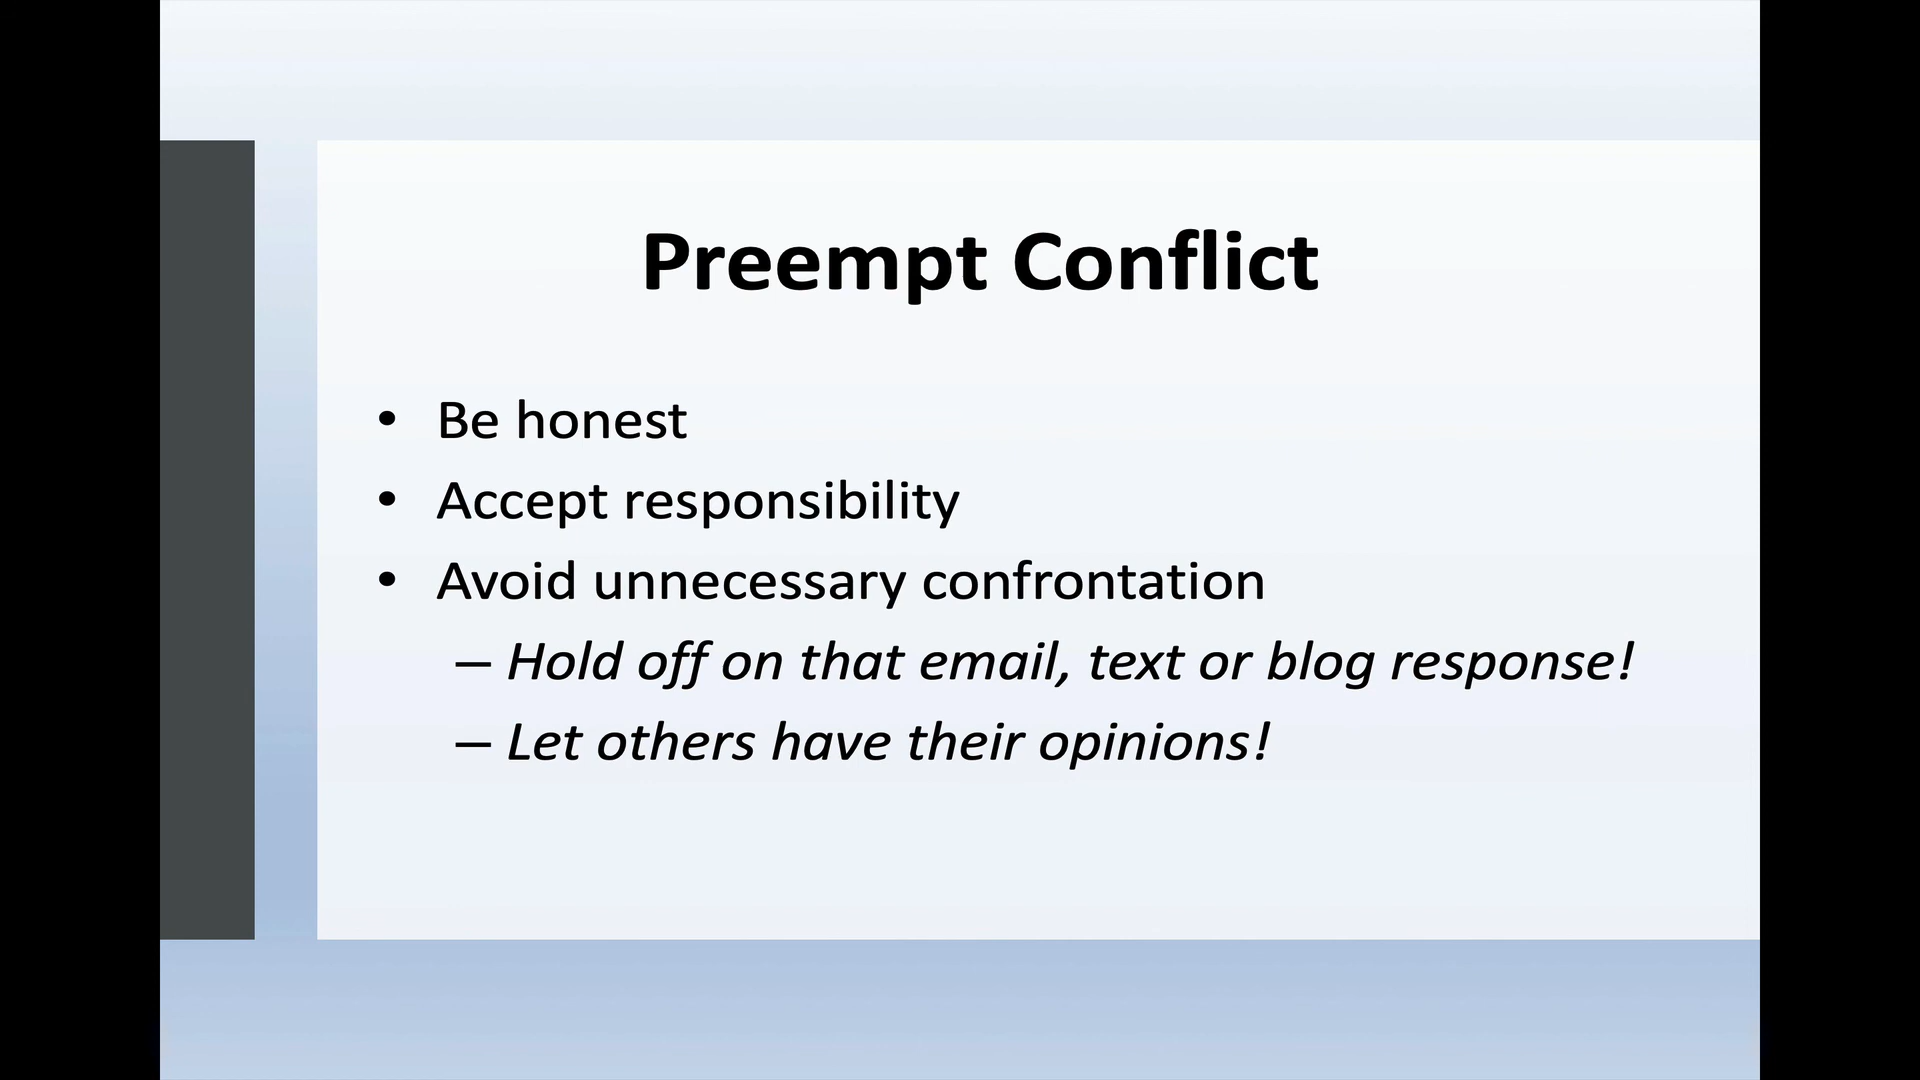 Preempt Conflict
• Be honest
• Accept responsibility
• Avoid unnecessary confrontation
– Hold off on that email, text or blog response!
– Let others have their opinions!